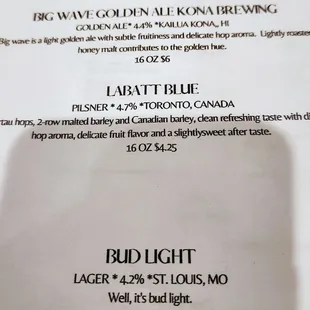 BIG WAVE GOLDEN ALE KONA BREWING
GOLDEN ALE* 4.4% *KAILUA KONA,, HI
Big wave is a light golden ale with subtle fruitiness and delicate hop aroma. Lightly roasted
honey malt contributes to the golden hue.
16 OZ $6
LABATT BLUE
PILSNER * 4.7% *TORONTO, CANADA
hops, 2-row malted barley and Canadian barley, clean refreshing taste with
hop aroma, delicate fruit flavor and a slightlysweet after taste.
16 OZ $4.25
BUD LIGHT
LAGER * 4.2% *ST. LOUIS, MO
Well, it's bud light.